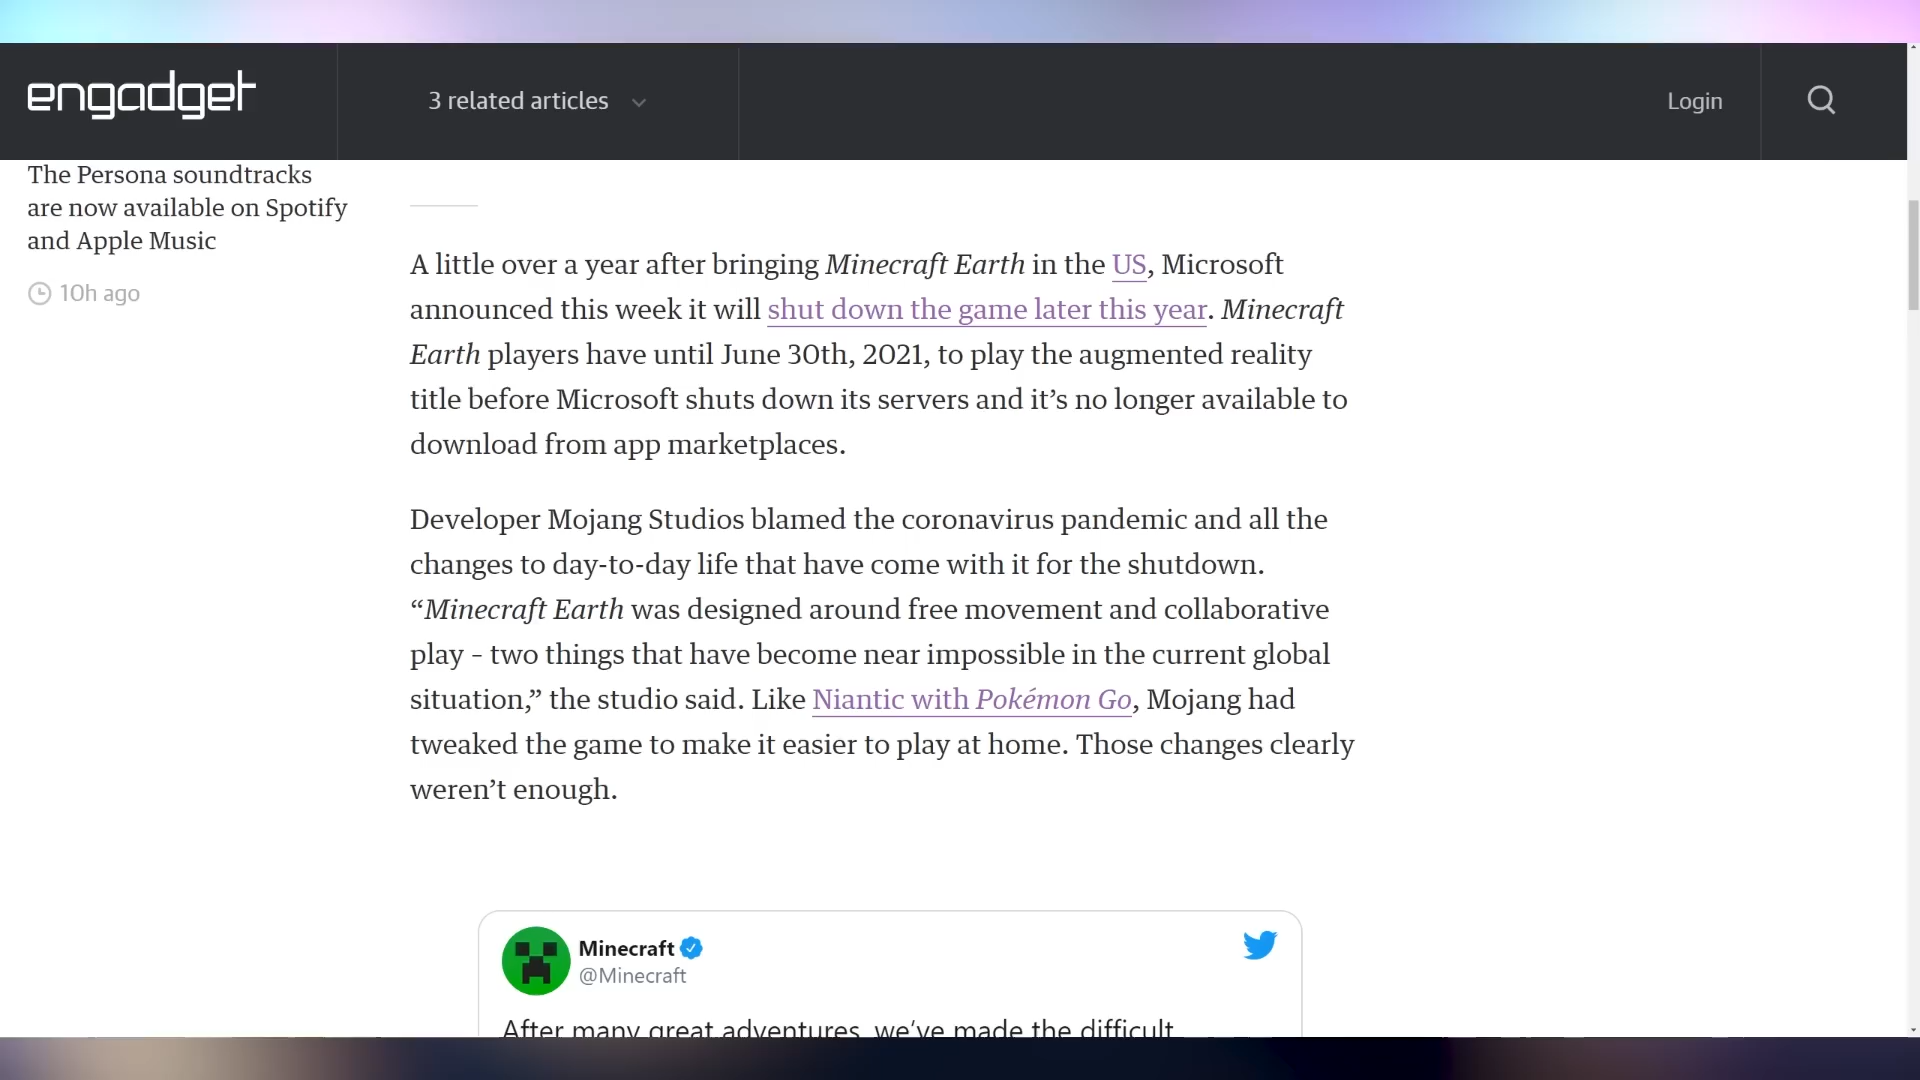 engadget
3 related articles
Login
The Persona soundtracks
are now available on Spotify
and Apple Music
10h ago
A little over a year after bringing Minecraft Earth in the US, Microsoft
announced this week it will shut down the game later this year. Minecraft
Earth players have until June 30th, 2021, to play the augmented reality
title before Microsoft shuts down its servers and it’s no longer available to
download from app marketplaces.
Developer Mojang Studios blamed the coronavirus pandemic and all the
changes to day-to-day life that have come with it for the shutdown.
“Minecraft Earth was designed around free movement and collaborative
play – two things that have become near impossible in the current global
situation,” the studio said. Like Niantic with Pokémon Go, Mojang had
tweaked the game to make it easier to play at home. Those changes clearly
weren’t enough.
Minecraft
@Minecraft
After many great adventures, we’ve made the difficult